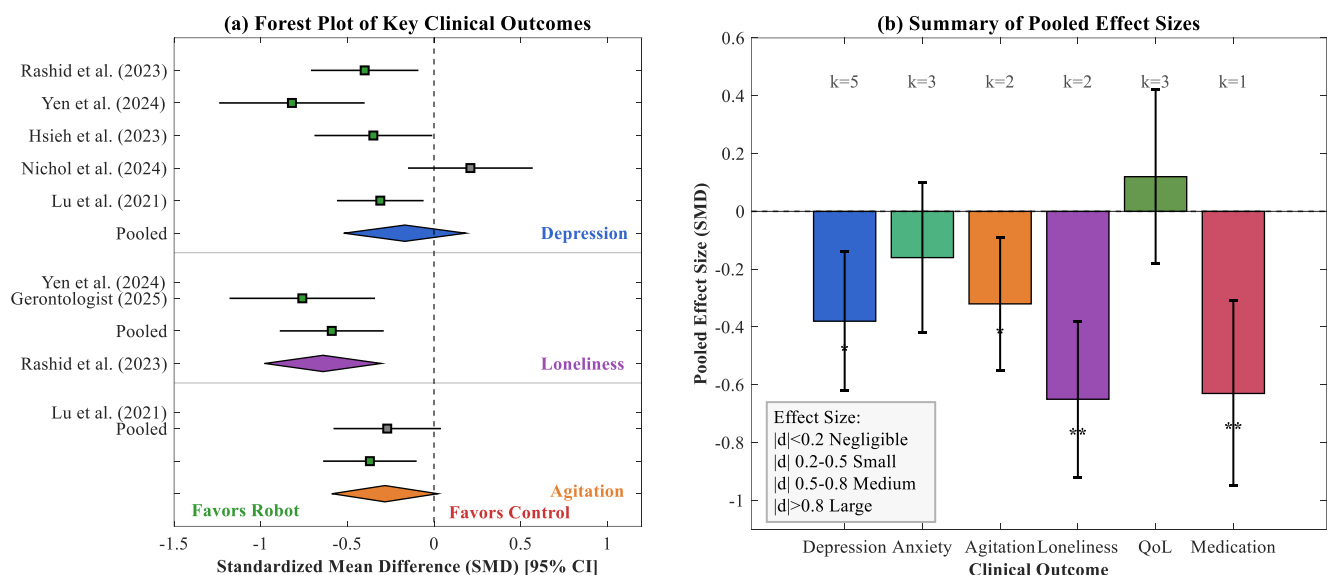 (a) Forest Plot of Key Clinical Outcomes
Rashid et al. (2023)
Yen et al. (2024)
Hsieh et al. (2023)
Nichol et al. (2024)
Lu et al. (2021)
Pooled
Depression
Yen et al. (2024)
Gerontologist (2025)
Pooled
Rashid et al. (2023)
Loneliness
Lu et al. (2021)
Pooled
Agitation
Favors Robot
Favors Control
-1.5 -1 -0.5 0 0.5 1
Standardized Mean Difference (SMD) [95% CI]
(b) Summary of Pooled Effect Sizes
Pooled Effect Size (SMD)
0.6
0.4
0.2
0
-0.2
-0.4
-0.6
-0.8
-1
k=5 k=3 k=2 k=2 k=3 k=1
* * ** **
Effect Size:
|d|<0.2 Negligible
|d| 0.2-0.5 Small
|d| 0.5-0.8 Medium
|d|>0.8 Large
Depression Anxiety Agitation Loneliness QoL Medication
Clinical Outcome